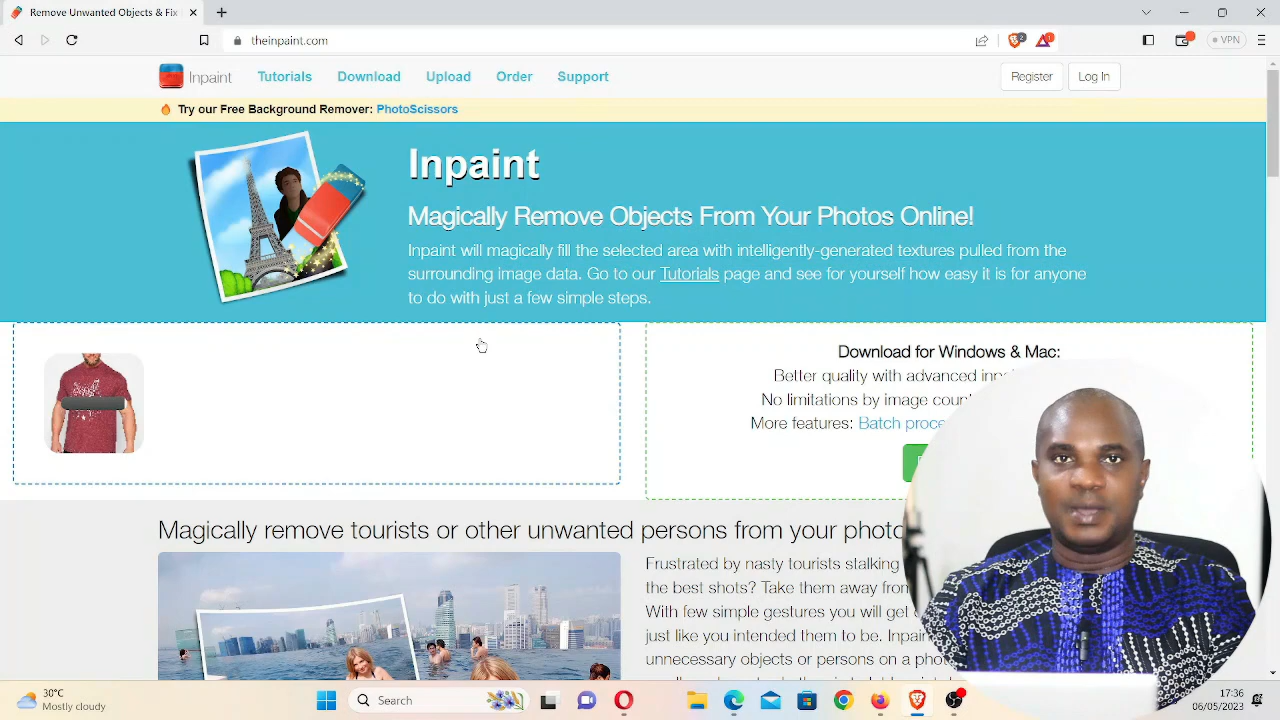 Remove Unwanted Objects & Fix
theinpaint.com
VPN
Inpaint
Tutorials
Download
Upload
Order
Support
Register
Log In
Try our Free Background Remover: PhotoScissors
Inpaint
Magically Remove Objects From Your Photos Online!
Inpaint will magically fill the selected area with intelligently-generated textures pulled from the
surrounding image data. Go to our Tutorials page and see for yourself how easy it is for anyone
to do with just a few simple steps.
Download for Windows & Mac:
Better quality with advanced
No limitations by image
More features: Batch
Magically remove tourists or other unwanted persons from your
Frustrated by nasty tourists stalking
the best shots? Take them away from
With few simple gestures you will get
just like you intended them to be.
unnecessary objects or persons on a
30°C
Mostly cloudy
Search
17:36
06/05/2023